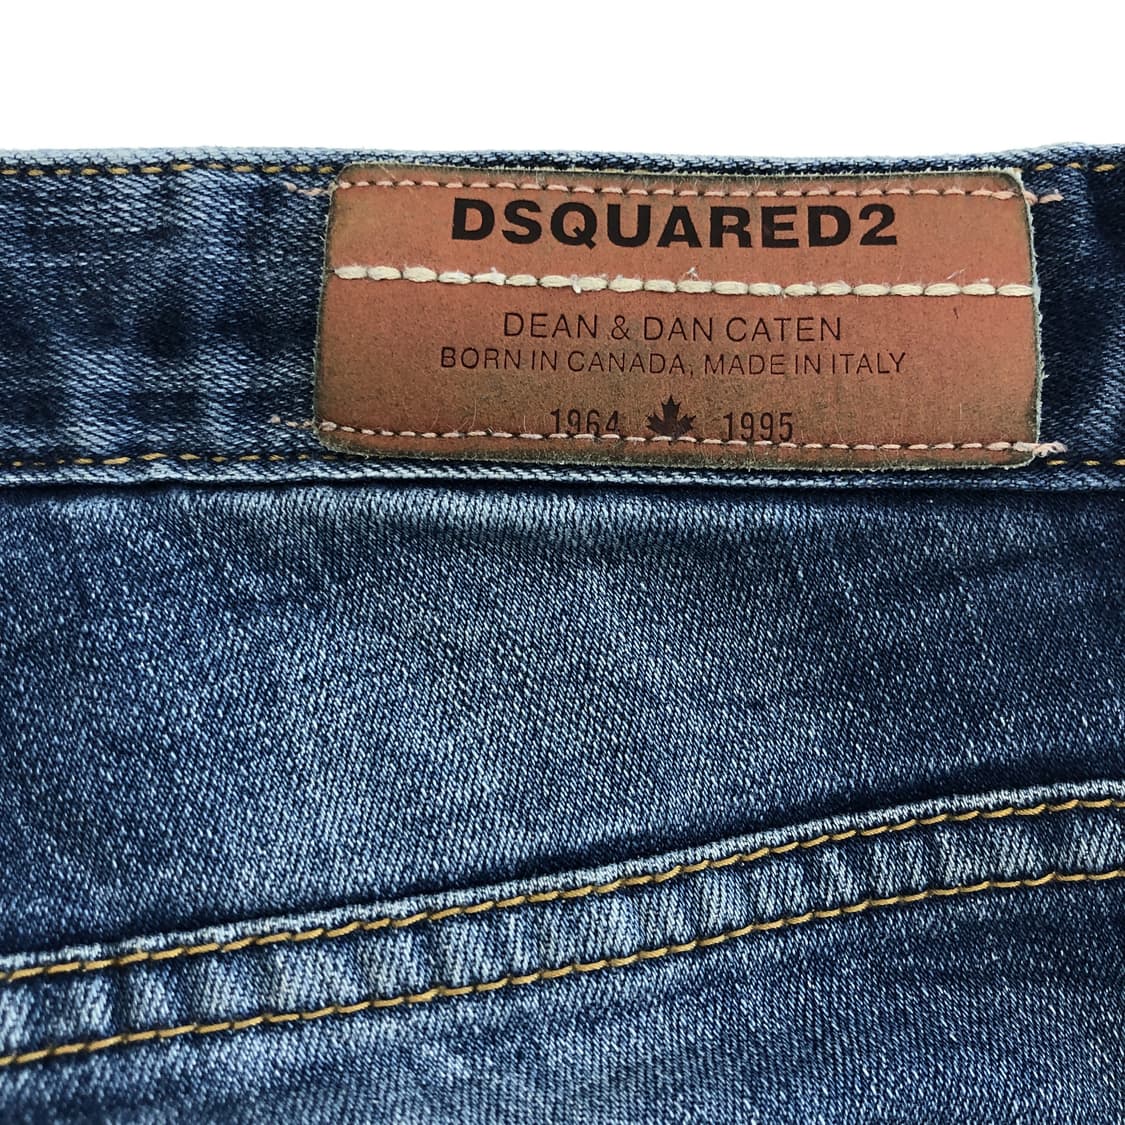 DSQUARED2
DEAN & DAN CATEN
BORN IN CANADA, MADE IN ITALY
1964 1995